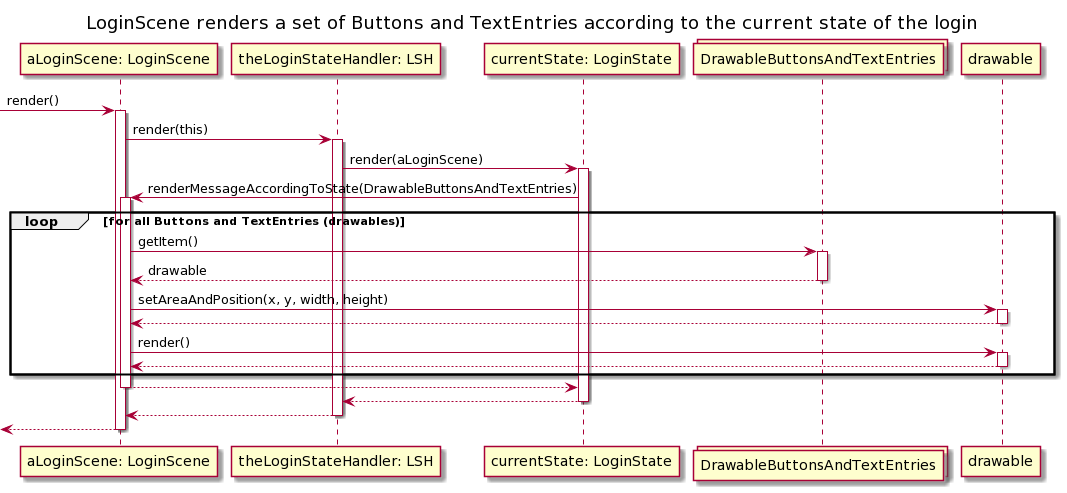 LoginScene renders a set of Buttons and TextEntries according to the current state of the login
aLoginScene: LoginScene
theLoginStateHandler: LSH
currentState: LoginState
DrawableButtonsAndTextEntries
drawable
render()
render(this)
render(aLoginScene)
renderMessageAccordingToState(DrawableButtonsAndTextEntries)
loop
[for all Buttons and TextEntries (drawables)]
getItem()
drawable
setAreaAndPosition(x, y, width, height)
render()
aLoginScene: LoginScene
theLoginStateHandler: LSH
currentState: LoginState
DrawableButtonsAndTextEntries
drawable